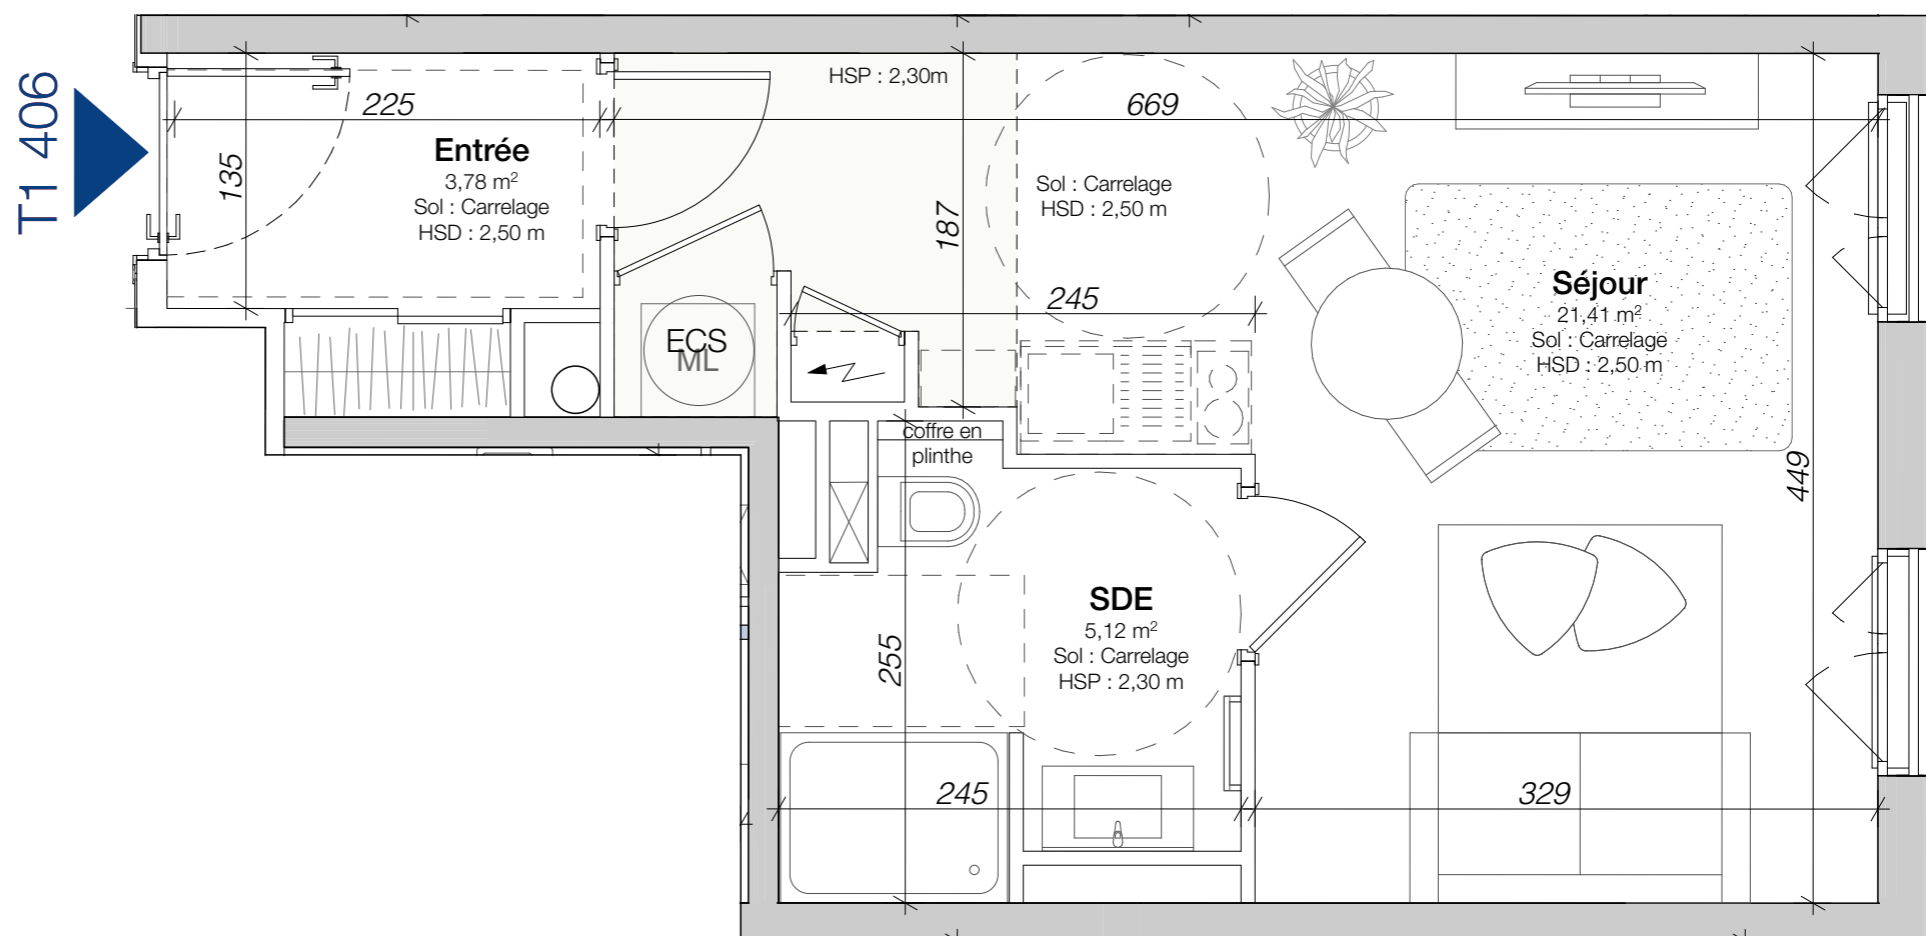 T1 406
HSP : 2,30m
225
669
Entrée
3,78 m²
Sol : Carrelage
HSD : 2,50 m
135
187
Sol : Carrelage
HSD : 2,50 m
245
Séjour
21,41 m²
Sol : Carrelage
HSD : 2,50 m
ECS
ML
coffre en
plinthe
449
SDE
5,12 m²
Sol : Carrelage
HSP : 2,30 m
255
245
329